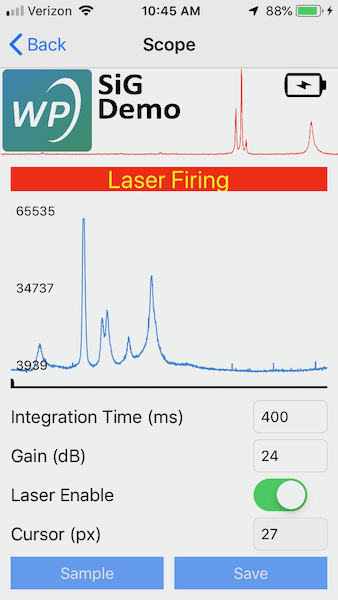 Verizon 10:45 AM 88%
Back Scope
WP SiG
Demo
Laser Firing
65535
34737
3939
Integration Time (ms) 400
Gain (dB) 24
Laser Enable
Cursor (px) 27
Sample Save